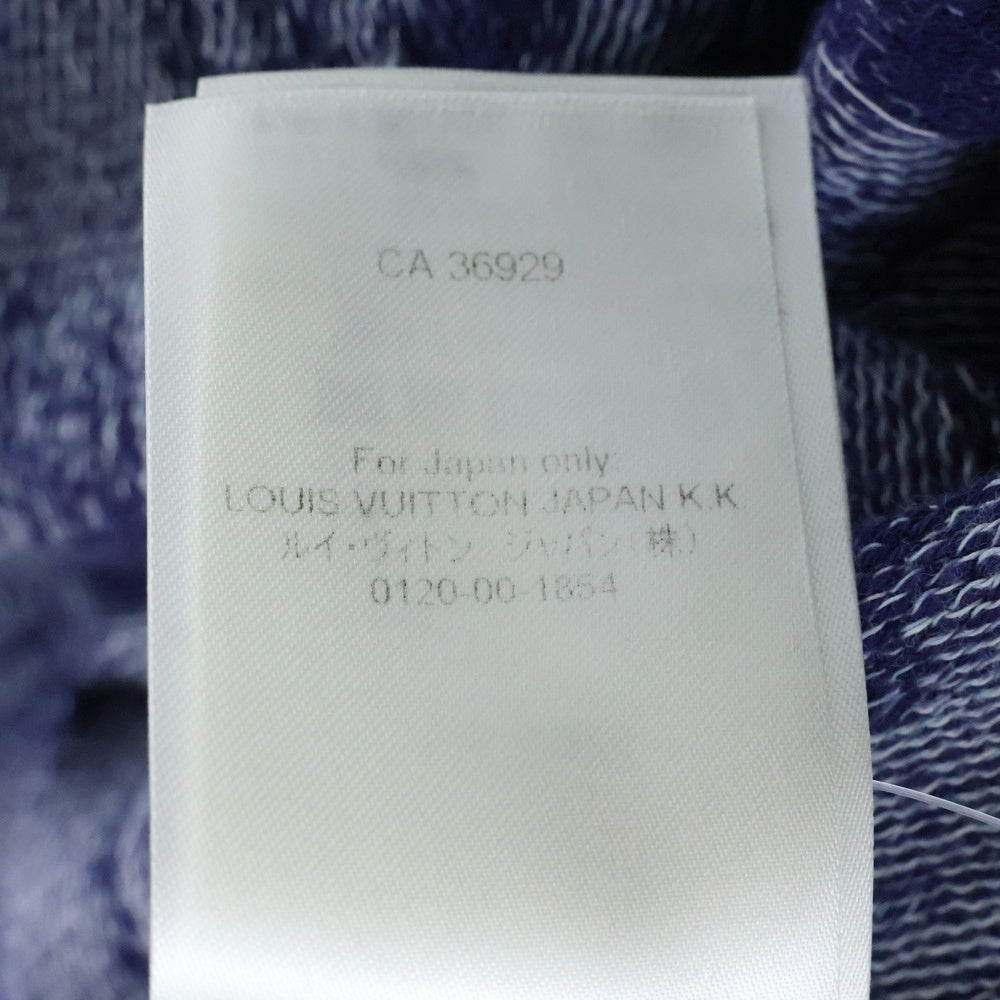 CA 36929
For Japan only:
LOUIS VUITTON JAPAN K.K
ルイ・ヴィトン ジャパン(株)
0120-00-1854